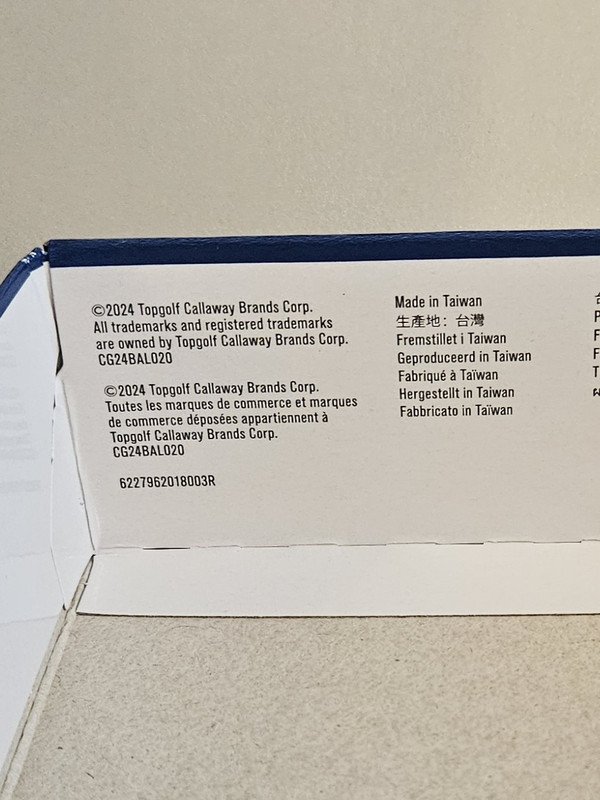 ©2024 Topgolf Callaway Brands Corp.
All trademarks and registered trademarks
are owned by Topgolf Callaway Brands Corp.
CG24BAL020
©2024 Topgolf Callaway Brands Corp.
Toutes les marques de commerce et marques
de commerce déposées appartiennent à
Topgolf Callaway Brands Corp.
CG24BAL020
6227962018003R
Made in Taiwan
生產地：台灣
Fremstillet i Taiwan
Geproduceerd in Taiwan
Fabriqué à Taïwan
Hergestellt in Taiwan
Fabbricato in Taïwan